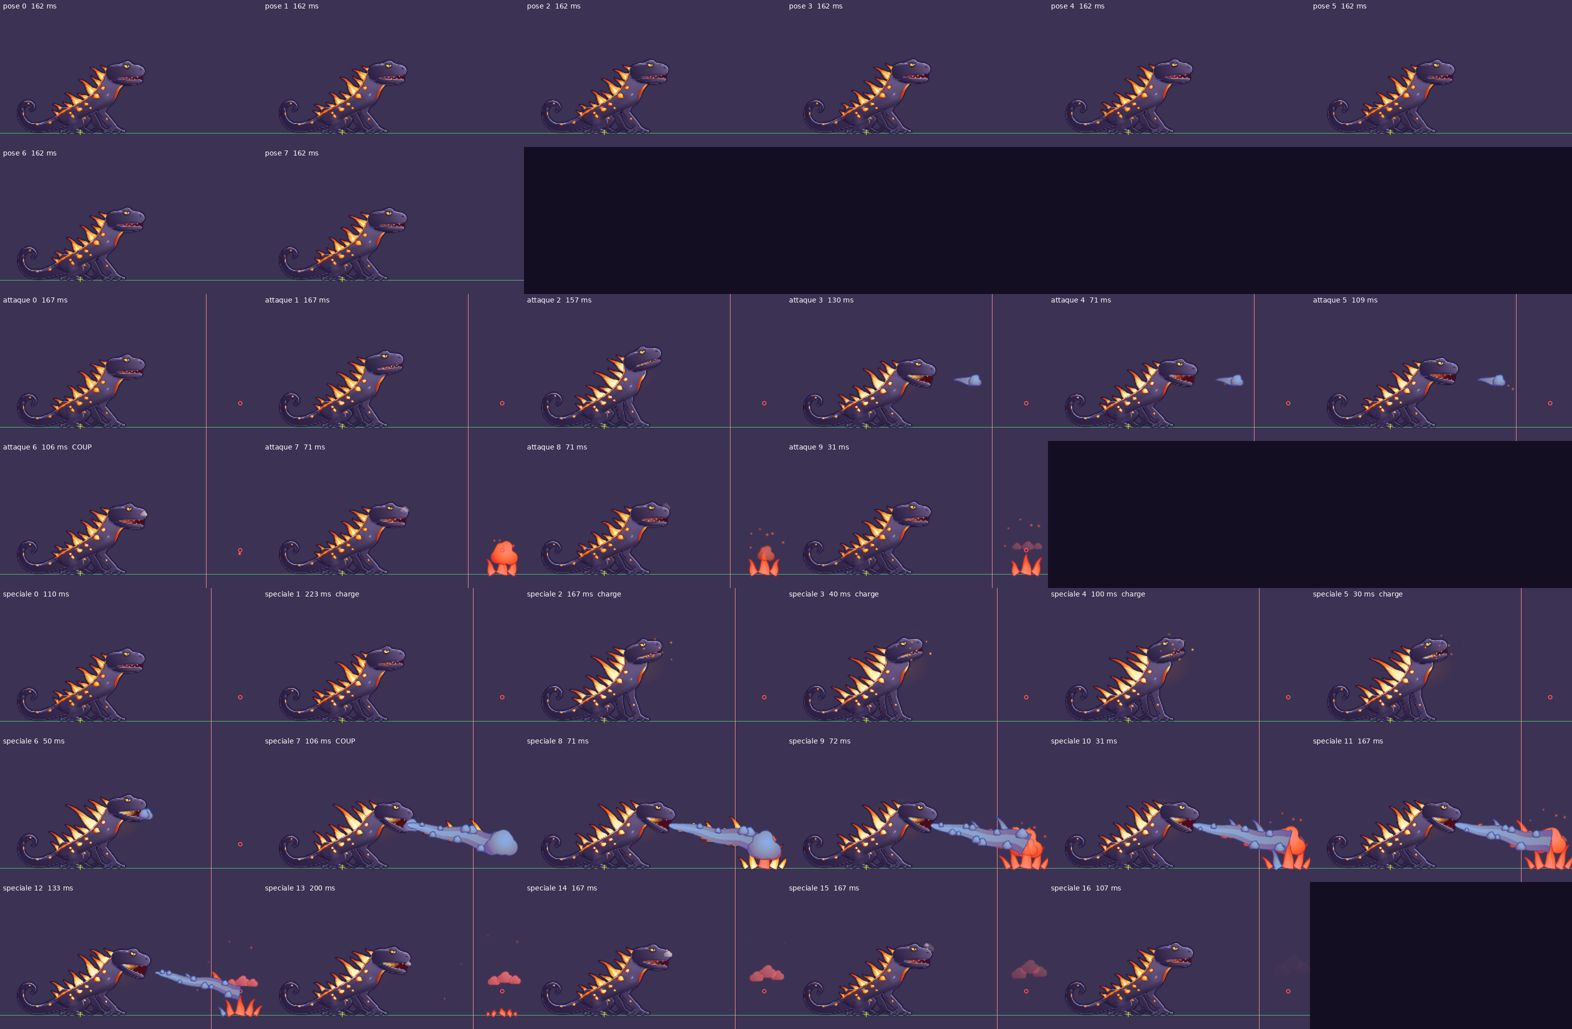 pose 0  162 ms
pose 1  162 ms
pose 2  162 ms
pose 3  162 ms
pose 4  162 ms
pose 5  162 ms
pose 6  162 ms
pose 7  162 ms
attaque 0  167 ms
attaque 1  167 ms
attaque 2  157 ms
attaque 3  130 ms
attaque 4  71 ms
attaque 5  109 ms
attaque 6  106 ms  COUP
attaque 7  71 ms
attaque 8  71 ms
attaque 9  31 ms
speciale 0  110 ms
speciale 1  223 ms  charge
speciale 2  167 ms  charge
speciale 3  40 ms  charge
speciale 4  100 ms  charge
speciale 5  30 ms  charge
speciale 6  50 ms
speciale 7  106 ms  COUP
speciale 8  71 ms
speciale 9  72 ms
speciale 10  31 ms
speciale 11  167 ms
speciale 12  133 ms
speciale 13  200 ms
speciale 14  167 ms
speciale 15  167 ms
speciale 16  107 ms